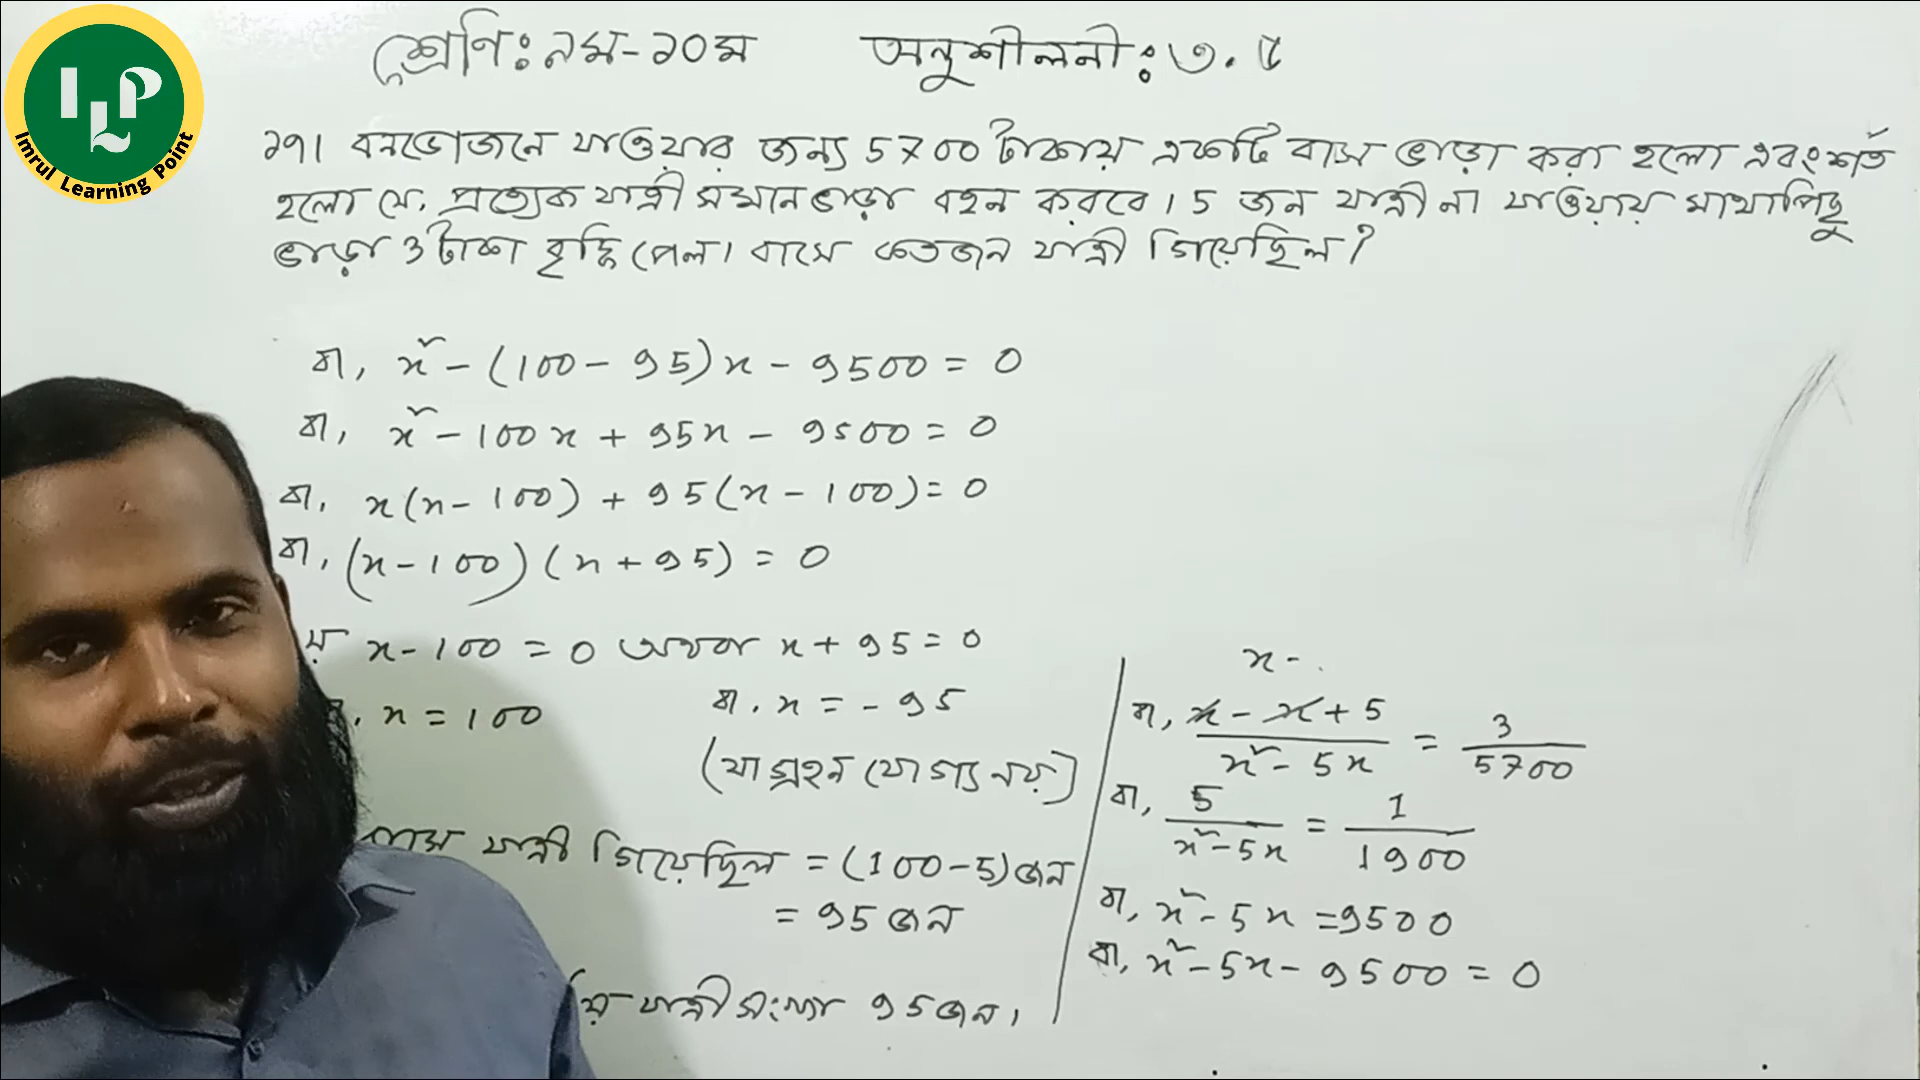 ILP
Imrul Learning Point
শ্রেণি: ৯ম-১০ম অনুশীলনী: ৩.৫
১৭। বনভোজনে যাওয়ার জন্য 5700 টাকায় একটি বাস ভাড়া করা হলো এবং শর্ত
হলো যে, প্রত্যেক যাত্রী সমান ভাড়া বহন করবে। 5 জন যাত্রী না যাওয়ায় মাথাপিছু
ভাড়া 3 টাকা বৃদ্ধি পেল। বাসে কতজন যাত্রী গিয়েছিল?
বা, x² - (100 - 95)x - 9500 = 0
বা, x² - 100x + 95x - 9500 = 0
বা, x(x - 100) + 95(x - 100) = 0
বা, (x - 100)(x + 95) = 0
হয় x - 100 = 0 অথবা x + 95 = 0
বা, x = 100 বা, x = - 95
(যা গ্রহন যোগ্য নয়)
বাসে যাত্রী গিয়েছিল = (100 - 5) জন
= 95 জন
যাত্রী সংখ্যা 95 জন।
x -
বা, x - x + 5 / x² - 5x = 3 / 5700
বা, 5 / x² - 5x = 1 / 1900
বা, x² - 5x = 9500
বা, x² - 5x - 9500 = 0